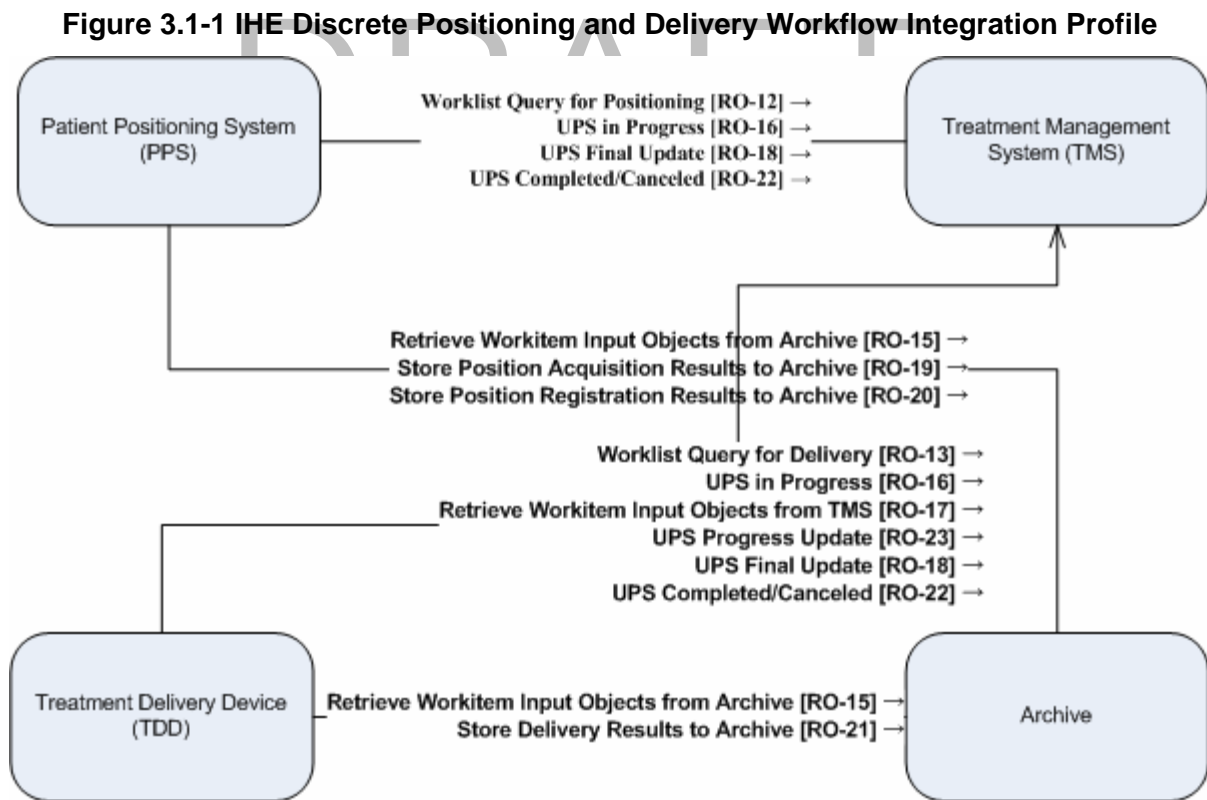 Figure 3.1-1 IHE Discrete Positioning and Delivery Workflow Integration Profile
DRAFT
Patient Positioning System
(PPS)
Worklist Query for Positioning [RO-12] →
UPS in Progress [RO-16] →
UPS Final Update [RO-18] →
UPS Completed/Canceled [RO-22] →
Treatment Management
System (TMS)
Retrieve Workitem Input Objects from Archive [RO-15] →
Store Position Acquisition Results to Archive [RO-19] →
Store Position Registration Results to Archive [RO-20] →
Worklist Query for Delivery [RO-13] →
UPS in Progress [RO-16] →
Retrieve Workitem Input Objects from TMS [RO-17] →
UPS Progress Update [RO-23] →
UPS Final Update [RO-18] →
UPS Completed/Canceled [RO-22] →
Treatment Delivery Device
(TDD)
Retrieve Workitem Input Objects from Archive [RO-15] →
Store Delivery Results to Archive [RO-21] →
Archive